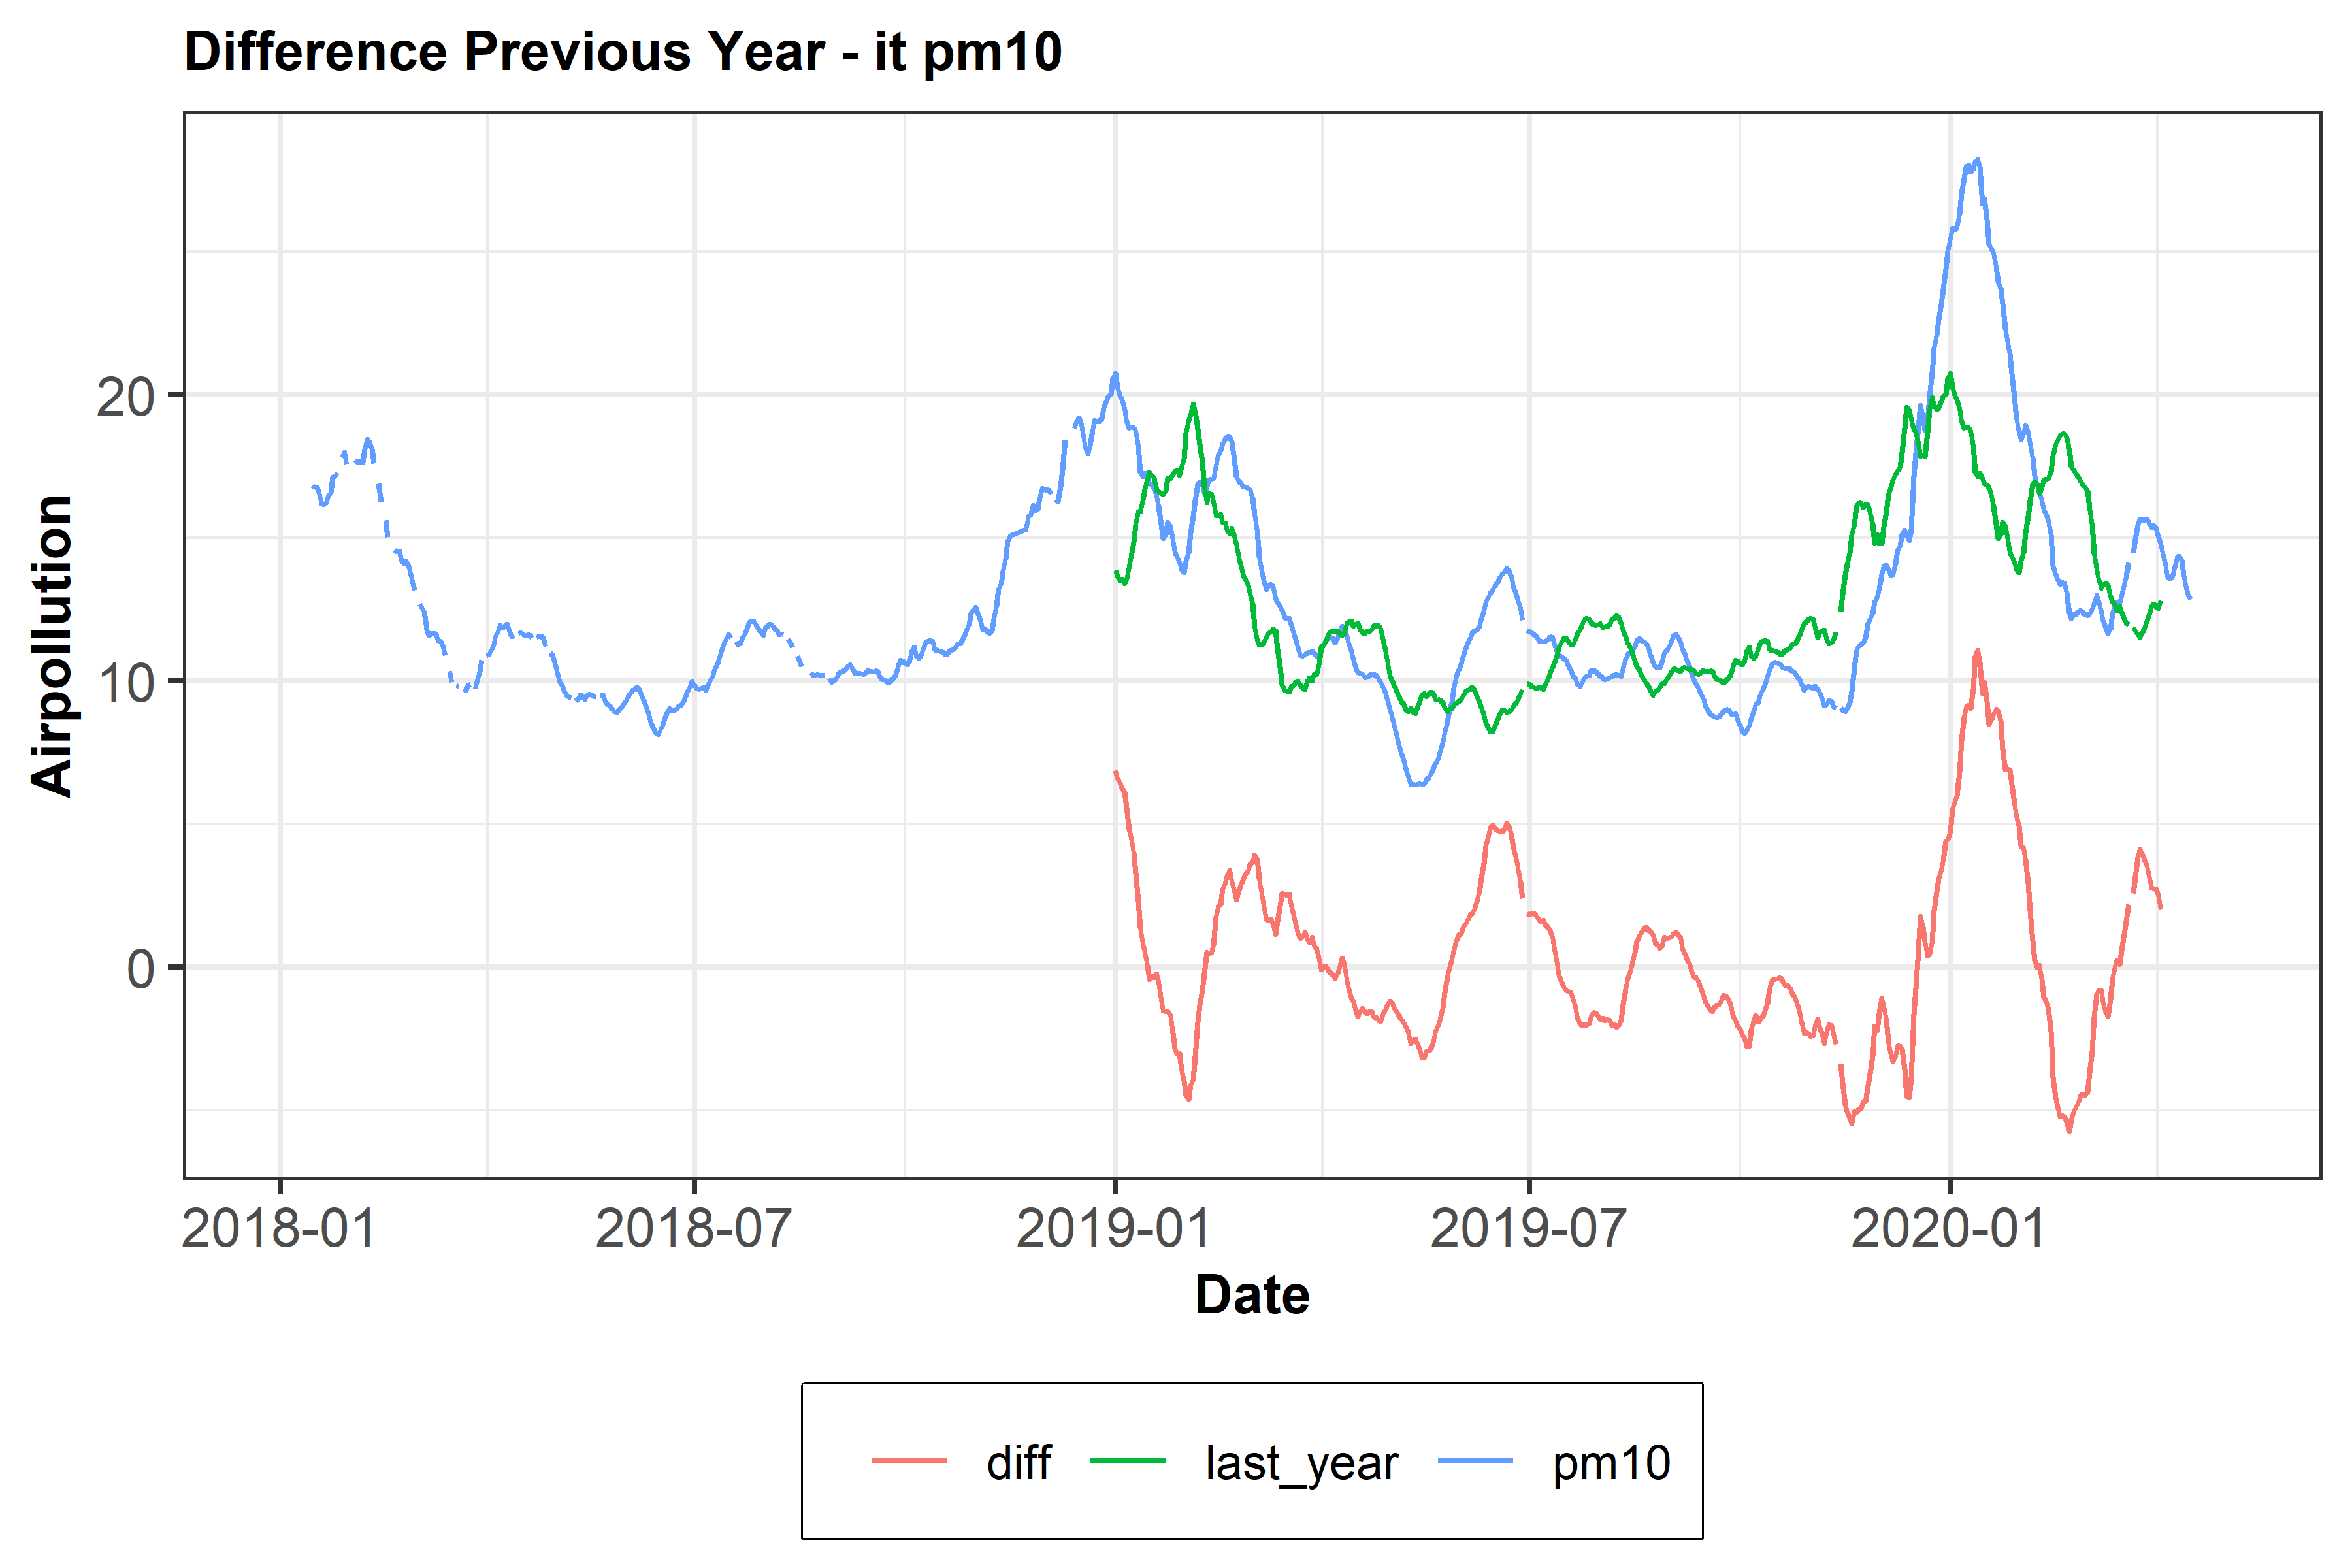 Difference Previous Year - it pm10
Airpollution
20
10
0
2018-01 2018-07 2019-01 2019-07 2020-01
Date
diff last_year pm10